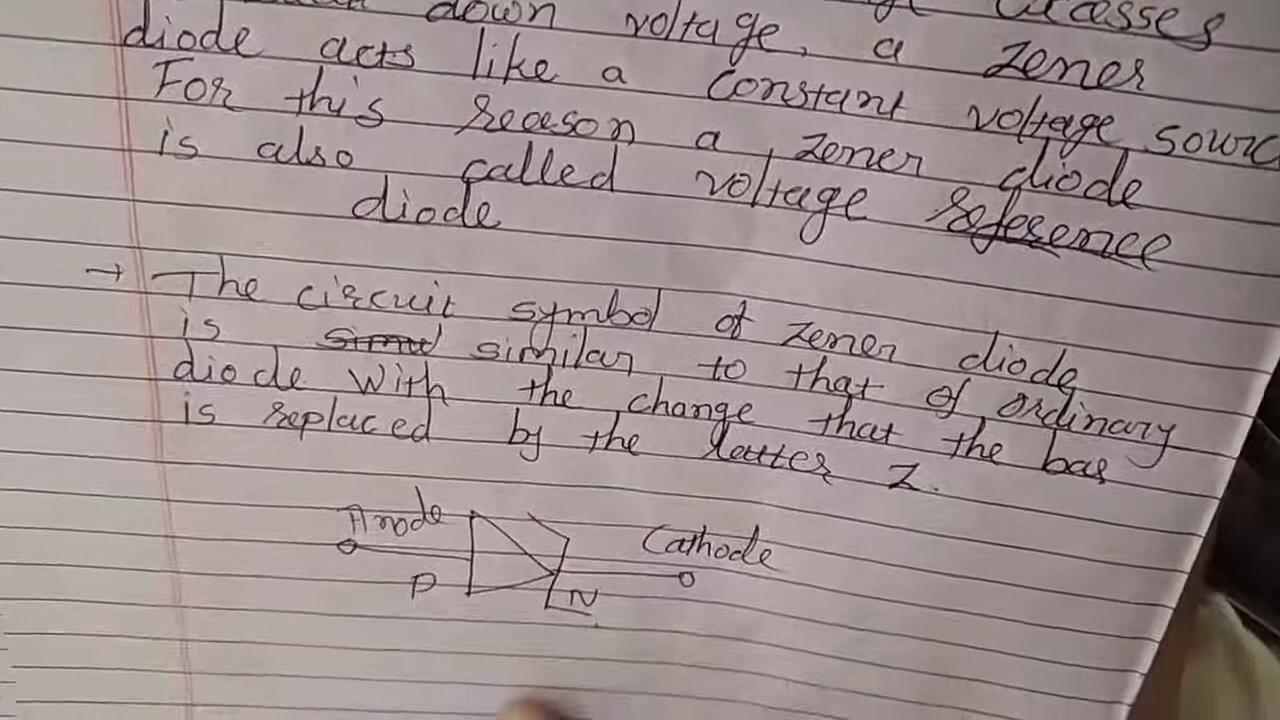 down voltage, a zener
diode acts like a constant voltage sourc
For this reason a zener diode
is also called voltage reference
diode
→ The circuit symbol of zener diode
is similar to that of ordinary
diode with the change that the bar
is replaced by the latter Z.
Anode
Cathode
P
N